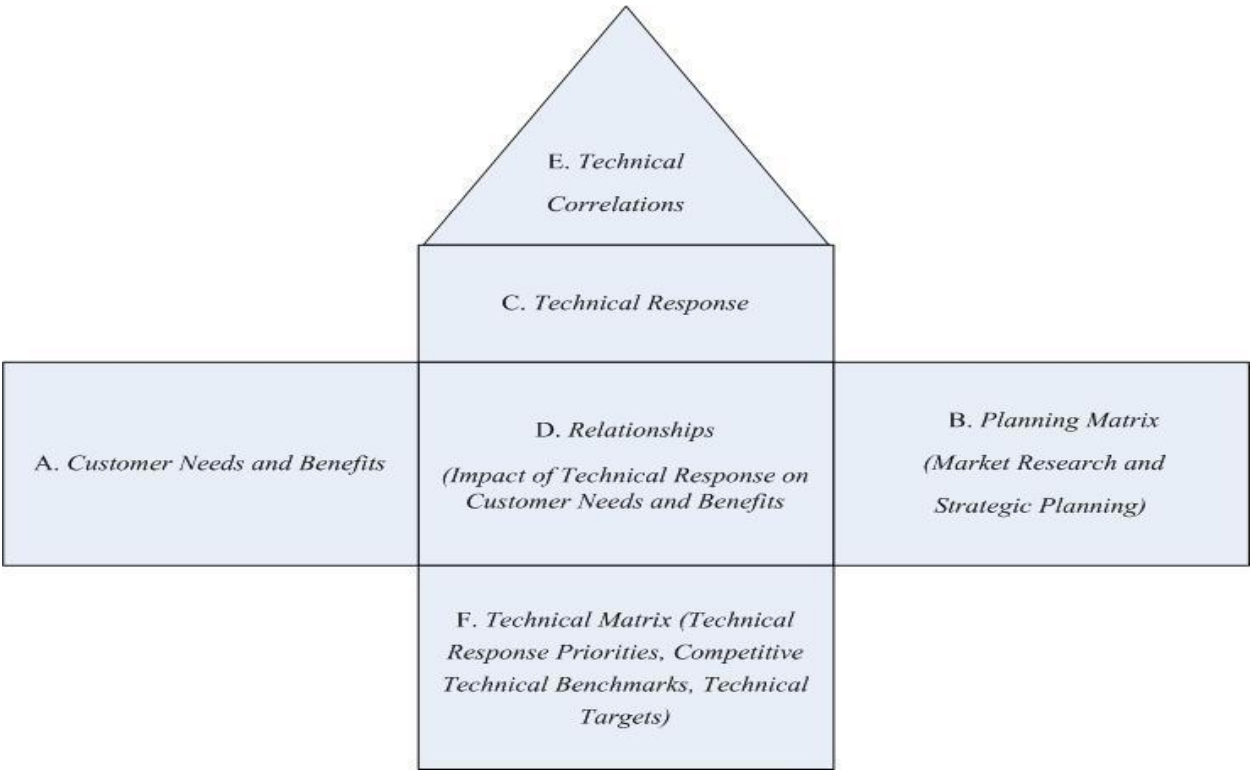 E. Technical
Correlations
C. Technical Response
A. Customer Needs and Benefits
D. Relationships
(Impact of Technical Response on
Customer Needs and Benefits
B. Planning Matrix
(Market Research and
Strategic Planning)
F. Technical Matrix (Technical
Response Priorities, Competitive
Technical Benchmarks, Technical
Targets)